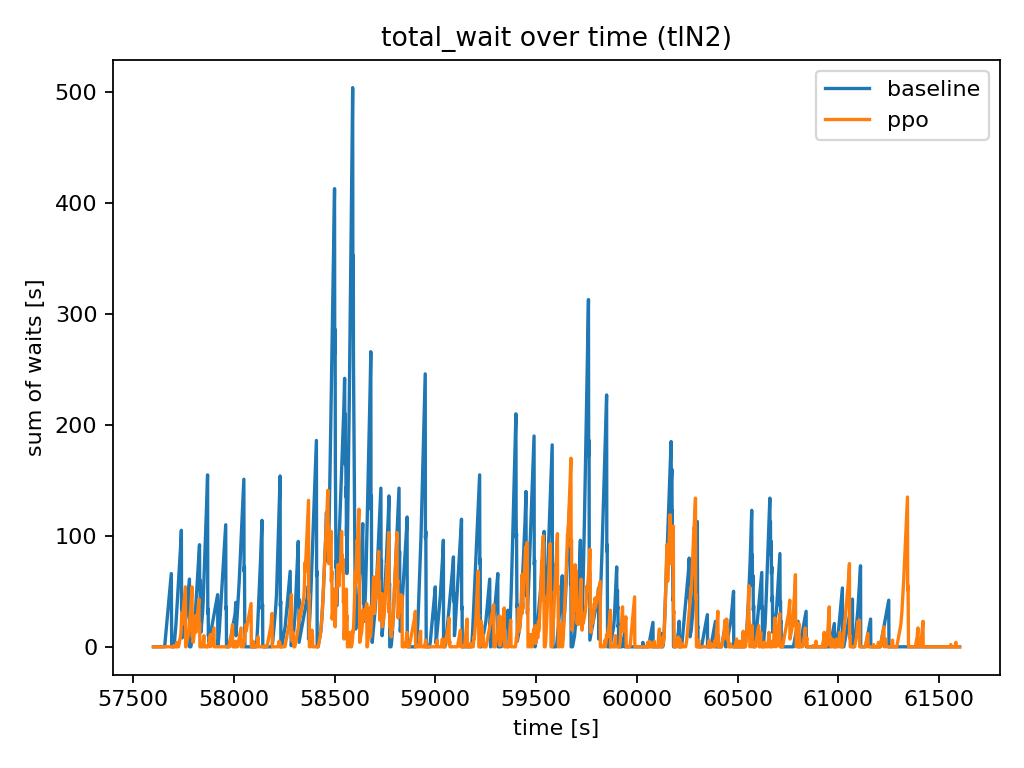 total_wait over time (tlN2)
baseline
ppo
sum of waits [s]
500
400
300
200
100
0
57500 58000 58500 59000 59500 60000 60500 61000 61500
time [s]